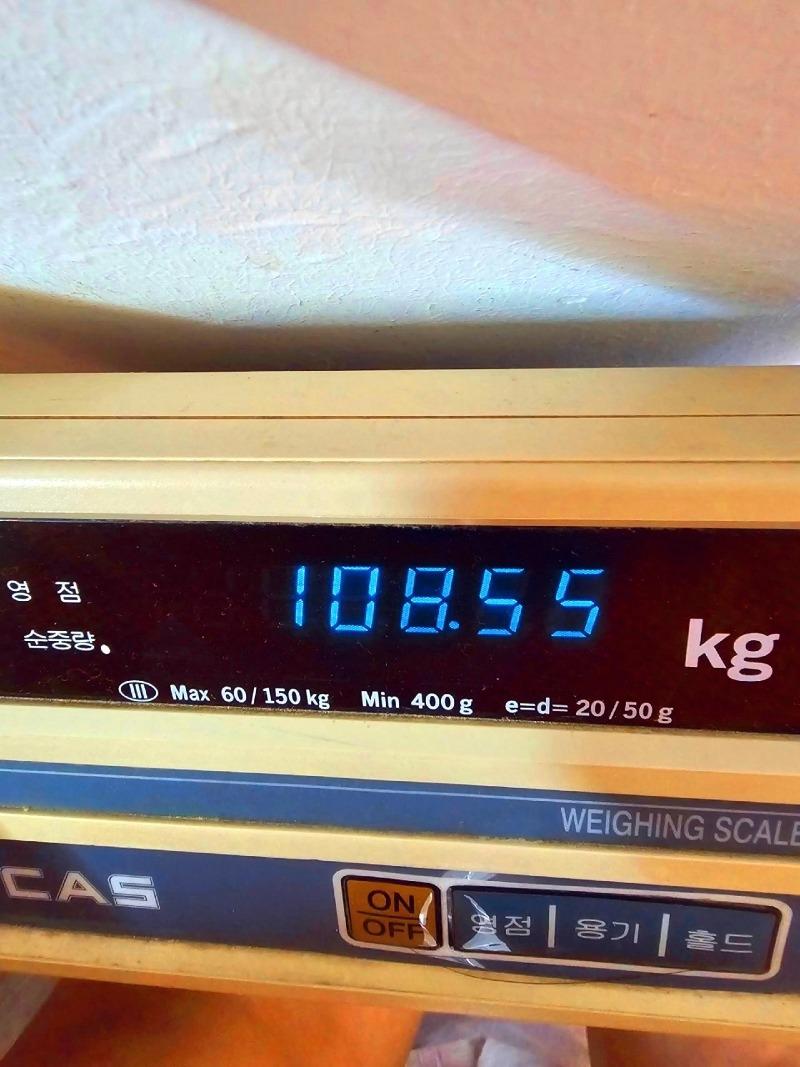 108.55
영 점
kg
순중량
III Max 60/150 kg Min 400 g e=d= 20/50 g
WEIGHING SCALE
CAS
ON
OFF
영점 | 용기 | 홀드